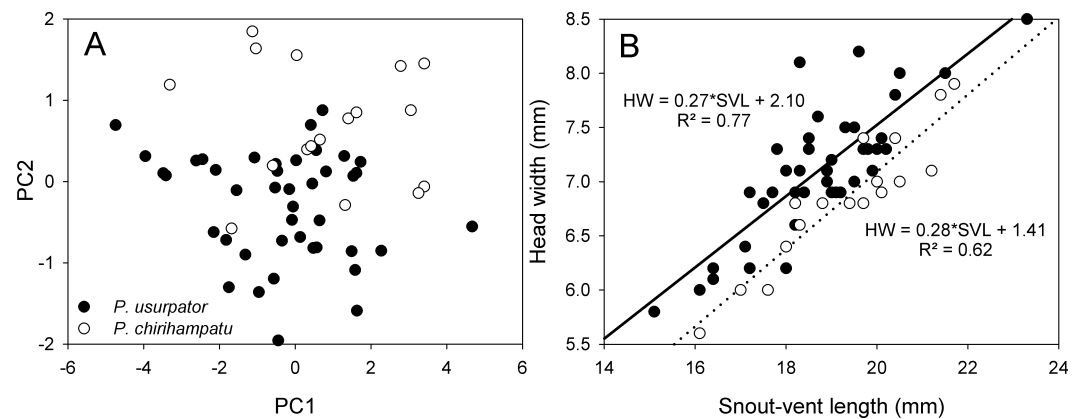 A
B
2
1
0
-1
-2
PC2
-6
-4
-2
0
2
4
6
PC1
P. usurpator
P. chirihampatu
8.5
8.0
7.5
7.0
6.5
6.0
5.5
Head width (mm)
HW = 0.27*SVL + 2.10
R² = 0.77
HW = 0.28*SVL + 1.41
R² = 0.62
14
16
18
20
22
24
Snout-vent length (mm)